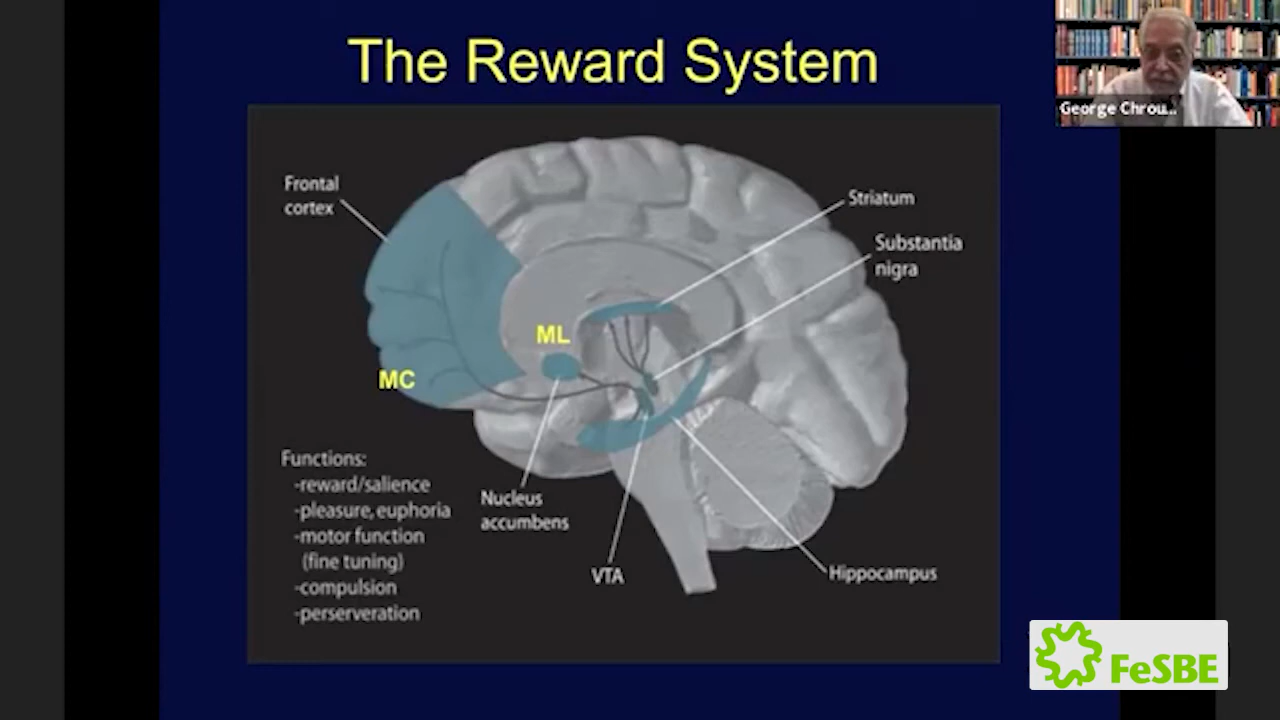 The Reward System
George Chrou...
Frontal
cortex
Striatum
Substantia
nigra
ML
MC
Functions:
-reward/salience
-pleasure, euphoria
-motor function
(fine tuning)
-compulsion
-perserveration
Nucleus
accumbens
VTA
Hippocampus
FeSBE